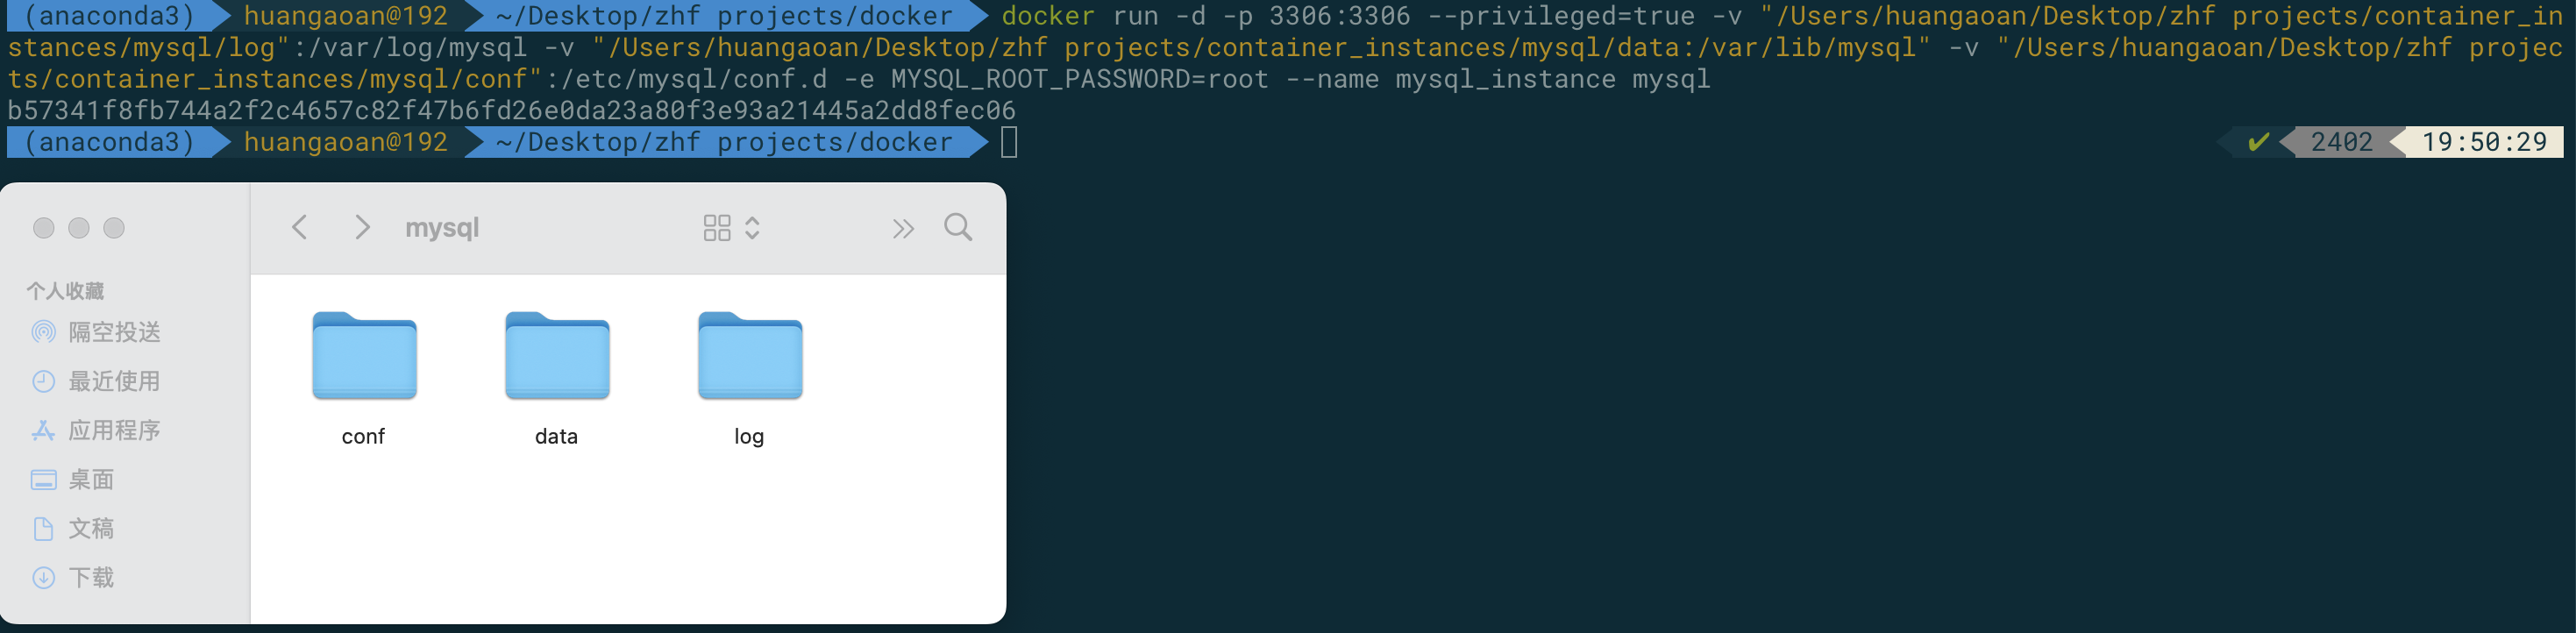 (anaconda3) huangaoan@192 ~/Desktop/zhf projects/docker docker run -d -p 3306:3306 --privileged=true -v "/Users/huangaoan/Desktop/zhf projects/container_in
stances/mysql/log":/var/log/mysql -v "/Users/huangaoan/Desktop/zhf projects/container_instances/mysql/data:/var/lib/mysql" -v "/Users/huangaoan/Desktop/zhf projec
ts/container_instances/mysql/conf":/etc/mysql/conf.d -e MYSQL_ROOT_PASSWORD=root --name mysql_instance mysql
b57341f8fb744a2f2c4657c82f47b6fd26e0da23a80f3e93a21445a2dd8fec06
(anaconda3) huangaoan@192 ~/Desktop/zhf projects/docker ✔ 2402 19:50:29
mysql
个人收藏
隔空投送
最近使用
应用程序
桌面
文稿
下载
conf data log